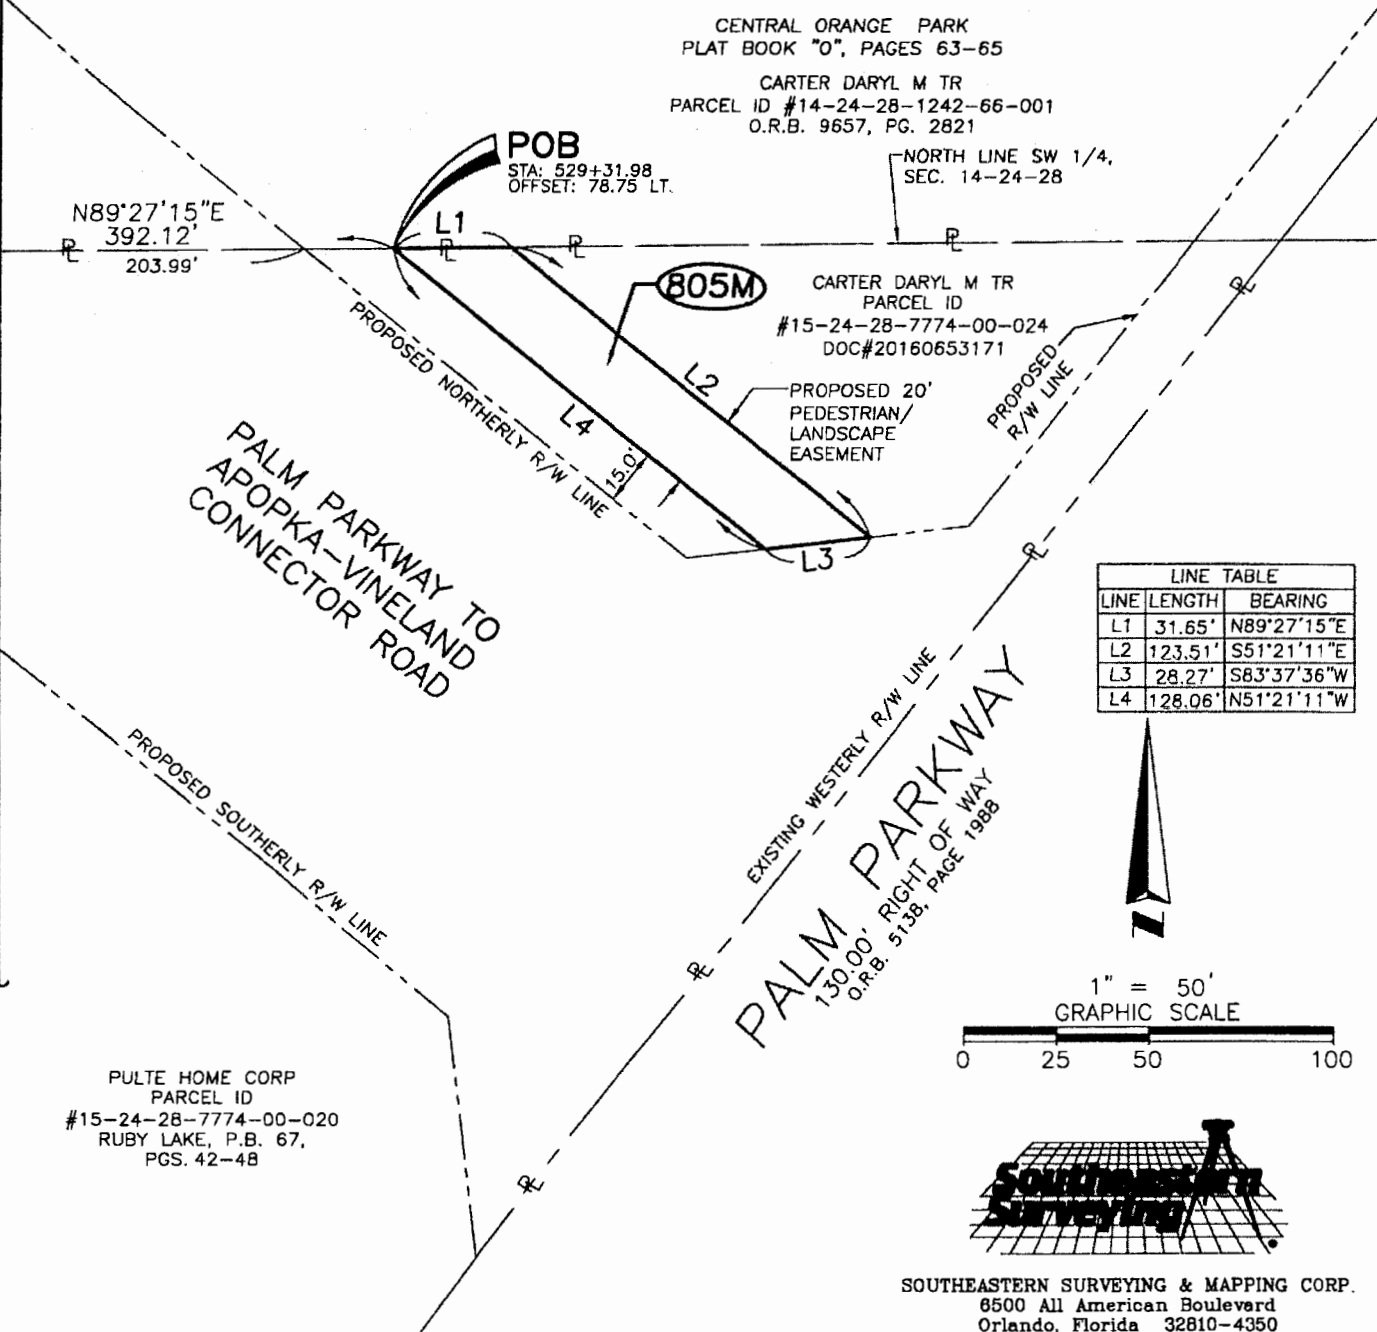 CENTRAL ORANGE PARK
PLAT BOOK "O", PAGES 63-65
CARTER DARYL M TR
PARCEL ID #14-24-28-1242-66-001
O.R.B. 9657, PG. 2821
POB
STA: 529+31.98
OFFSET: 78.75 LT.
NORTH LINE SW 1/4,
SEC. 14-24-28
N89°27'15"E
392.12'
203.99'
L1
PL
PL
PL
PL
805M
CARTER DARYL M TR
PARCEL ID
#15-24-28-7774-00-024
DOC#20160653171
PL
PROPOSED NORTHERLY R/W LINE
L2
L4
15.0'
PROPOSED 20'
PEDESTRIAN/
LANDSCAPE
EASEMENT
PROPOSED
R/W LINE
L3
PL
PALM PARKWAY TO
APOPKA-VINELAND
CONNECTOR ROAD
LINE TABLE
LINE LENGTH BEARING
L1 31.65' N89°27'15"E
L2 123.51' S51°21'11"E
L3 28.27' S83°37'36"W
L4 128.06' N51°21'11"W
PROPOSED SOUTHERLY R/W LINE
EXISTING WESTERLY R/W LINE
PALM PARKWAY
130.00' RIGHT OF WAY
O.R.B. 5138, PAGE 1988
PL
PL
N
1" = 50'
GRAPHIC SCALE
0 25 50 100
PULTE HOME CORP
PARCEL ID
#15-24-28-7774-00-020
RUBY LAKE, P.B. 67,
PGS. 42-48
Southeastern
Surveying
SOUTHEASTERN SURVEYING & MAPPING CORP.
6500 All American Boulevard
Orlando, Florida 32810-4350